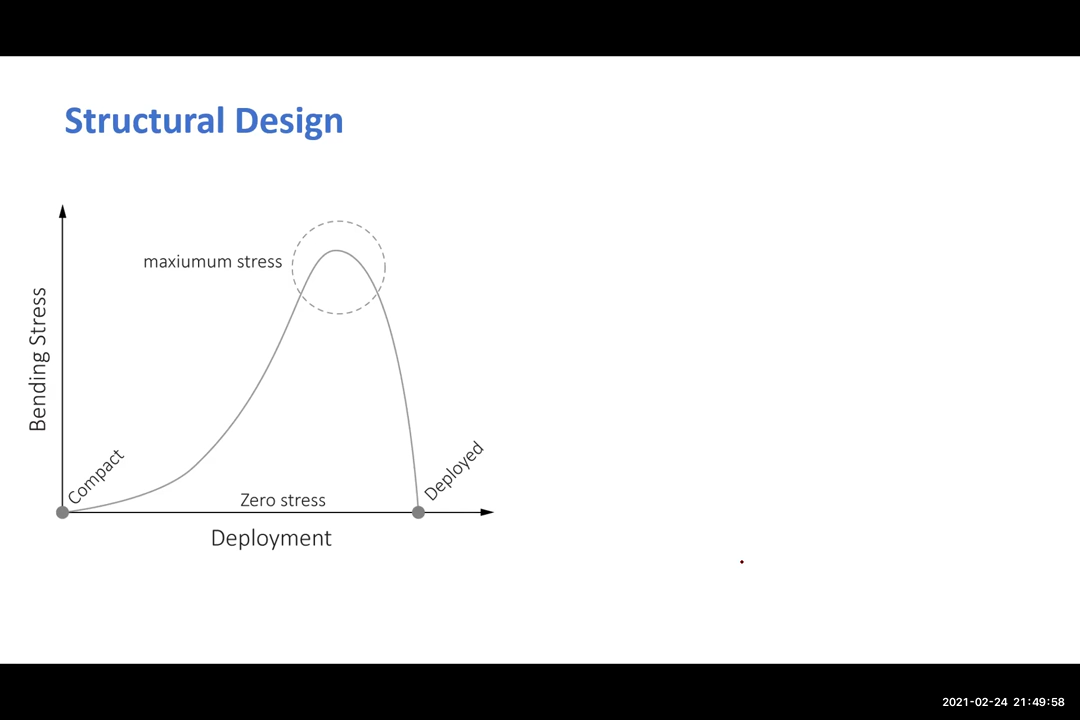 Structural Design
maxiumum stress
Bending Stress
Compact
Zero stress
Deployed
Deployment
2021-02-24 21:49:58